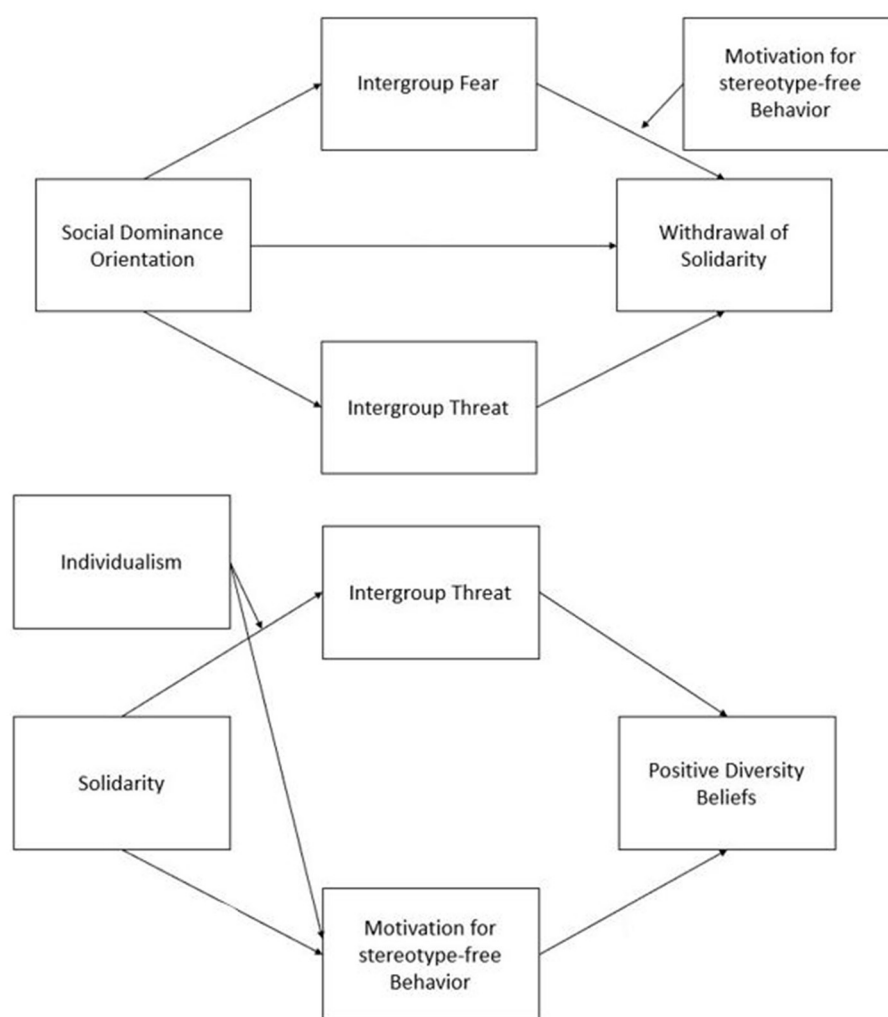 Intergroup Fear
Motivation for
stereotype-free
Behavior
Social Dominance
Orientation
Withdrawal of
Solidarity
Intergroup Threat
Individualism
Intergroup Threat
Solidarity
Positive Diversity
Beliefs
Motivation for
stereotype-free
Behavior